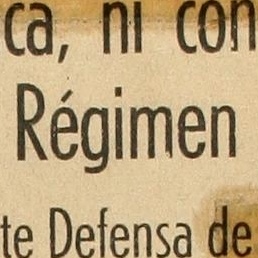 ca, ni con
Régimen
te Defensa de